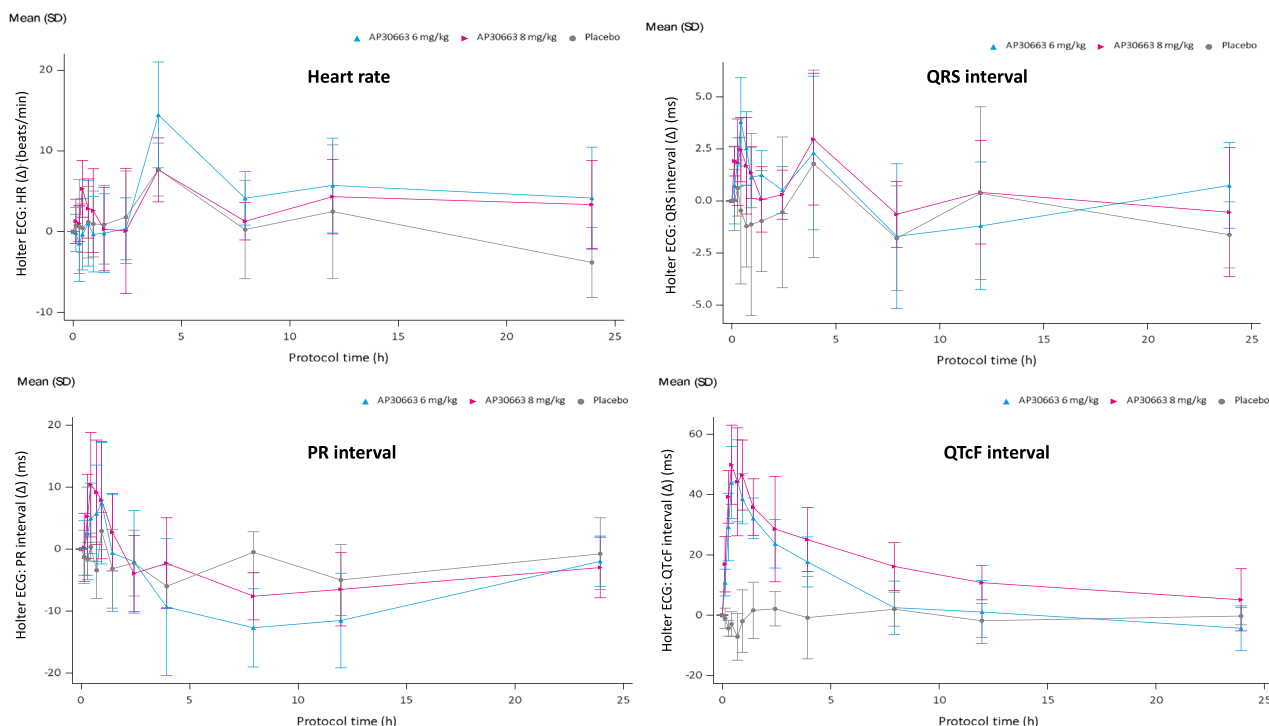 Mean (SD)
AP30663 6 mg/kg AP30663 8 mg/kg Placebo
Heart rate
Holter ECG: HR (Δ) (beats/min)
20
10
0
-10
0 5 10 15 20 25
Protocol time (h)
Mean (SD)
AP30663 6 mg/kg AP30663 8 mg/kg Placebo
QRS interval
Holter ECG: QRS interval (Δ) (ms)
5.0
2.5
0.0
-2.5
-5.0
0 5 10 15 20 25
Protocol time (h)
Mean (SD)
AP30663 6 mg/kg AP30663 8 mg/kg Placebo
PR interval
Holter ECG: PR interval (Δ) (ms)
20
10
0
-10
-20
0 5 10 15 20 25
Protocol time (h)
Mean (SD)
AP30663 6 mg/kg AP30663 8 mg/kg Placebo
QTcF interval
Holter ECG: QTcF interval (Δ) (ms)
60
40
20
0
-20
0 5 10 15 20 25
Protocol time (h)